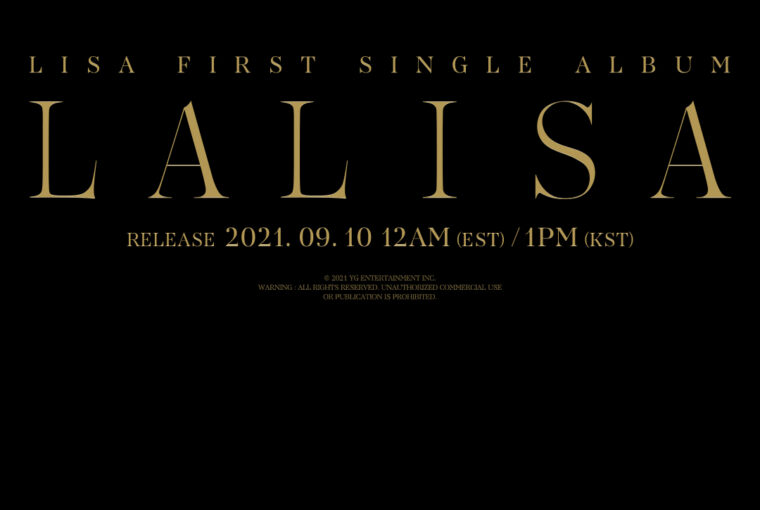 LISA FIRST SINGLE ALBUM
LALISA
RELEASE 2021. 09. 10 12AM (EST) / 1PM (KST)
© 2021 YG ENTERTAINMENT INC.
WARNING : ALL RIGHTS RESERVED. UNAUTHORIZED COMMERCIAL USE
OR PUBLICATION IS PROHIBITED.